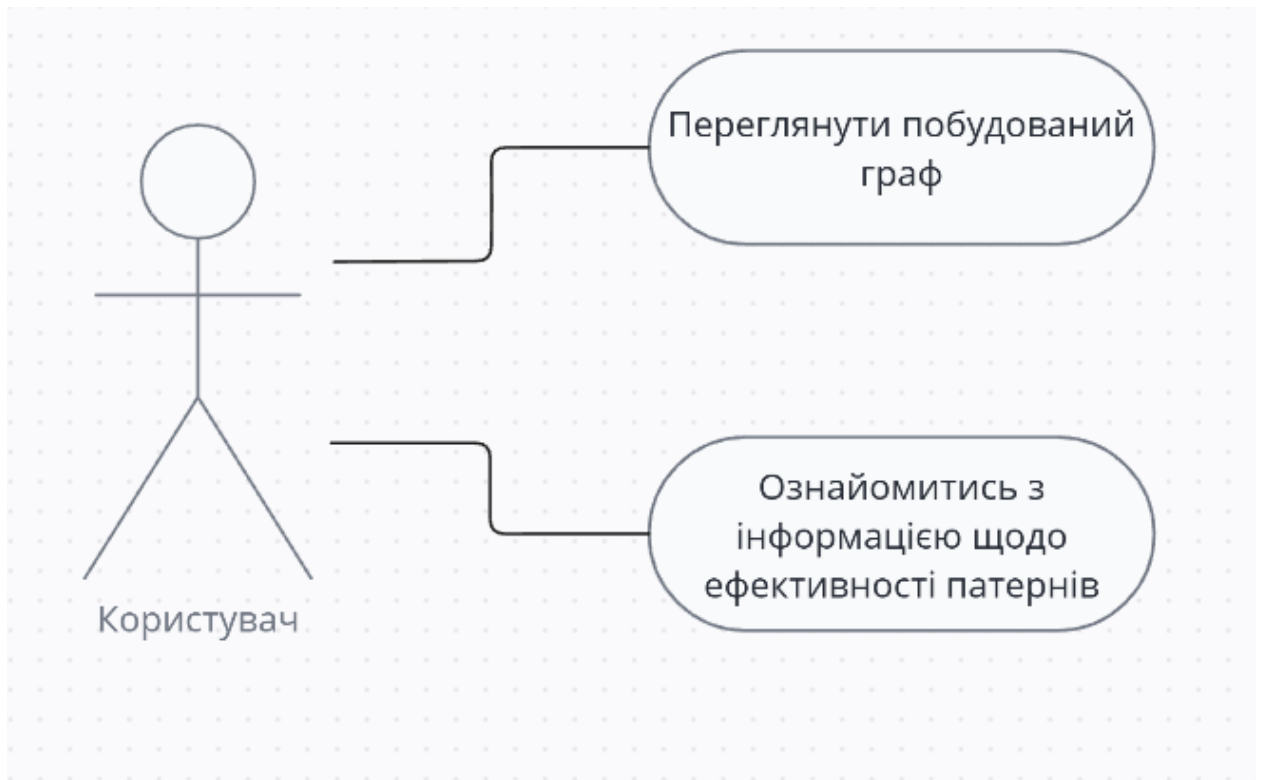 Переглянути побудований
граф
Ознайомитись з
інформацією щодо
ефективності патернів
Користувач